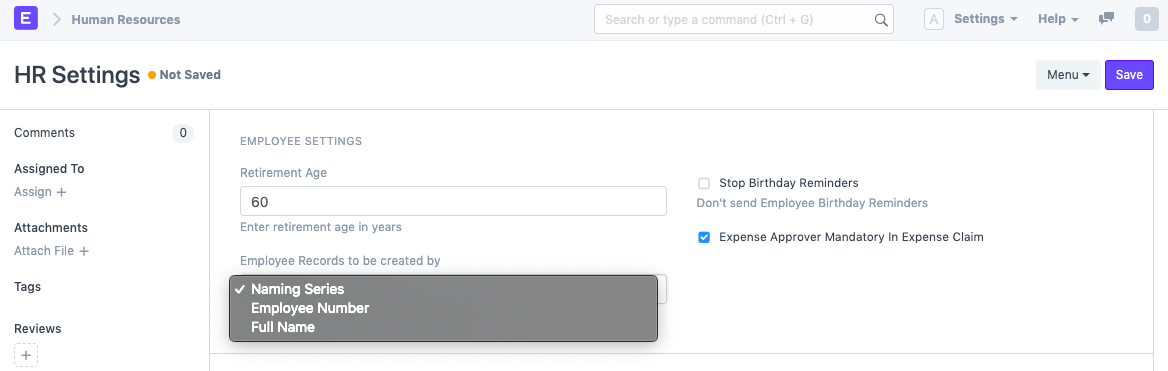 E
Human Resources
Search or type a command (Ctrl + G)
A
Settings
Help
0
HR Settings
Not Saved
Menu
Save
Comments
0
Assigned To
Assign +
Attachments
Attach File +
Tags
Reviews
+
EMPLOYEE SETTINGS
Retirement Age
60
Enter retirement age in years
Employee Records to be created by
✓ Naming Series
Employee Number
Full Name
Stop Birthday Reminders
Don't send Employee Birthday Reminders
Expense Approver Mandatory In Expense Claim